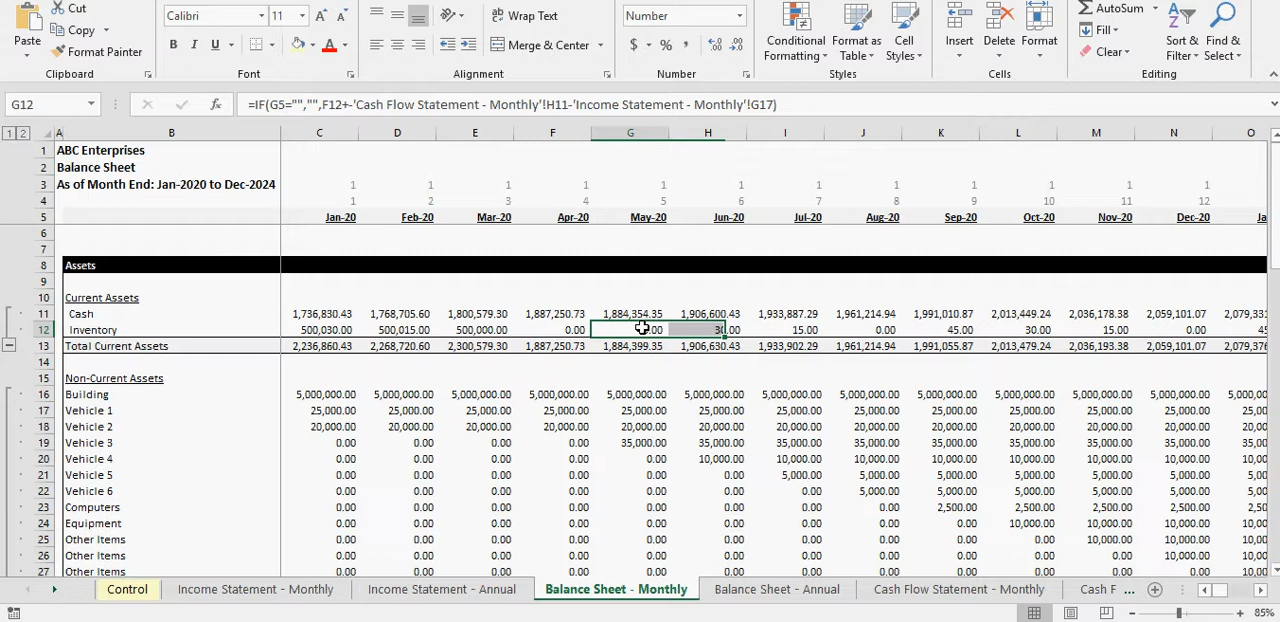 Cut
Copy
Format Painter
Paste
Clipboard
Calibri 11
B I U
Font
Wrap Text
Merge & Center
Alignment
Number
$ % ,
Number
Conditional Formatting
Format as Table
Cell Styles
Styles
Insert Delete Format
Cells
AutoSum
Fill
Clear
Sort & Filter
Find & Select
Editing
G12 fx =IF(G5="","",F12+-'Cash Flow Statement - Monthly'!H11-'Income Statement - Monthly'!G17)
1 2 A B C D E F G H I J K L M N O
1 ABC Enterprises
2 Balance Sheet
3 As of Month End: Jan-2020 to Dec-2024 1 1 1 1 1 1 1 1 1 1 1 1
4 1 2 3 4 5 6 7 8 9 10 11 12
5 Jan-20 Feb-20 Mar-20 Apr-20 May-20 Jun-20 Jul-20 Aug-20 Sep-20 Oct-20 Nov-20 Dec-20 Ja
6
7
8 Assets
9
10 Current Assets
11 Cash 1,736,830.43 1,768,705.60 1,800,579.30 1,887,250.73 1,884,354.35 1,906,600.43 1,933,887.29 1,961,214.94 1,991,010.87 2,013,449.24 2,036,178.38 2,059,101.07 2,079,331
12 Inventory 500,030.00 500,015.00 500,000.00 0.00 .00 30.00 15.00 0.00 45.00 30.00 15.00 0.00 45
13 Total Current Assets 2,236,860.43 2,268,720.60 2,300,579.30 1,887,250.73 1,884,399.35 1,906,630.43 1,933,902.29 1,961,214.94 1,991,055.87 2,013,479.24 2,036,193.38 2,059,101.07 2,079,376
14
15 Non-Current Assets
16 Building 5,000,000.00 5,000,000.00 5,000,000.00 5,000,000.00 5,000,000.00 5,000,000.00 5,000,000.00 5,000,000.00 5,000,000.00 5,000,000.00 5,000,000.00 5,000,000.00 5,000,0
17 Vehicle 1 25,000.00 25,000.00 25,000.00 25,000.00 25,000.00 25,000.00 25,000.00 25,000.00 25,000.00 25,000.00 25,000.00 25,000.00 25,0
18 Vehicle 2 20,000.00 20,000.00 20,000.00 20,000.00 20,000.00 20,000.00 20,000.00 20,000.00 20,000.00 20,000.00 20,000.00 20,000.00 20,0
19 Vehicle 3 0.00 0.00 0.00 0.00 35,000.00 35,000.00 35,000.00 35,000.00 35,000.00 35,000.00 35,000.00 35,000.00 35,0
20 Vehicle 4 0.00 0.00 0.00 0.00 0.00 10,000.00 10,000.00 10,000.00 10,000.00 10,000.00 10,000.00 10,000.00 10,0
21 Vehicle 5 0.00 0.00 0.00 0.00 0.00 0.00 5,000.00 5,000.00 5,000.00 5,000.00 5,000.00 5,000.00 5,0
22 Vehicle 6 0.00 0.00 0.00 0.00 0.00 0.00 0.00 5,000.00 5,000.00 5,000.00 5,000.00 5,000.00 5,0
23 Computers 0.00 0.00 0.00 0.00 0.00 0.00 0.00 0.00 2,500.00 2,500.00 2,500.00 2,500.00 2,5
24 Equipment 0.00 0.00 0.00 0.00 0.00 0.00 0.00 0.00 0.00 10,000.00 10,000.00 10,000.00 10,0
25 Other Items 0.00 0.00 0.00 0.00 0.00 0.00 0.00 0.00 0.00 0.00 10,000.00 10,000.00 10,0
26 Other Items 0.00 0.00 0.00 0.00 0.00 0.00 0.00 0.00 0.00 0.00 0.00 10,000.00 10,0
27 Other Items 0.00 0.00 0.00 0.00 0.00 0.00 0.00 0.00 0.00 0.00 0.00 0.00 10,0
Control Income Statement - Monthly Income Statement - Annual Balance Sheet - Monthly Balance Sheet - Annual Cash Flow Statement - Monthly Cash F ...
85%